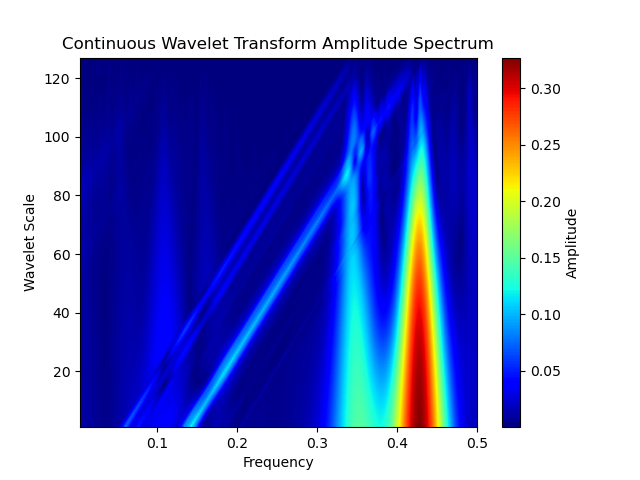 Continuous Wavelet Transform Amplitude Spectrum
120
100
80
60
40
20
Wavelet Scale
0.1 0.2 0.3 0.4 0.5
Frequency
0.30
0.25
0.20
0.15
0.10
0.05
Amplitude